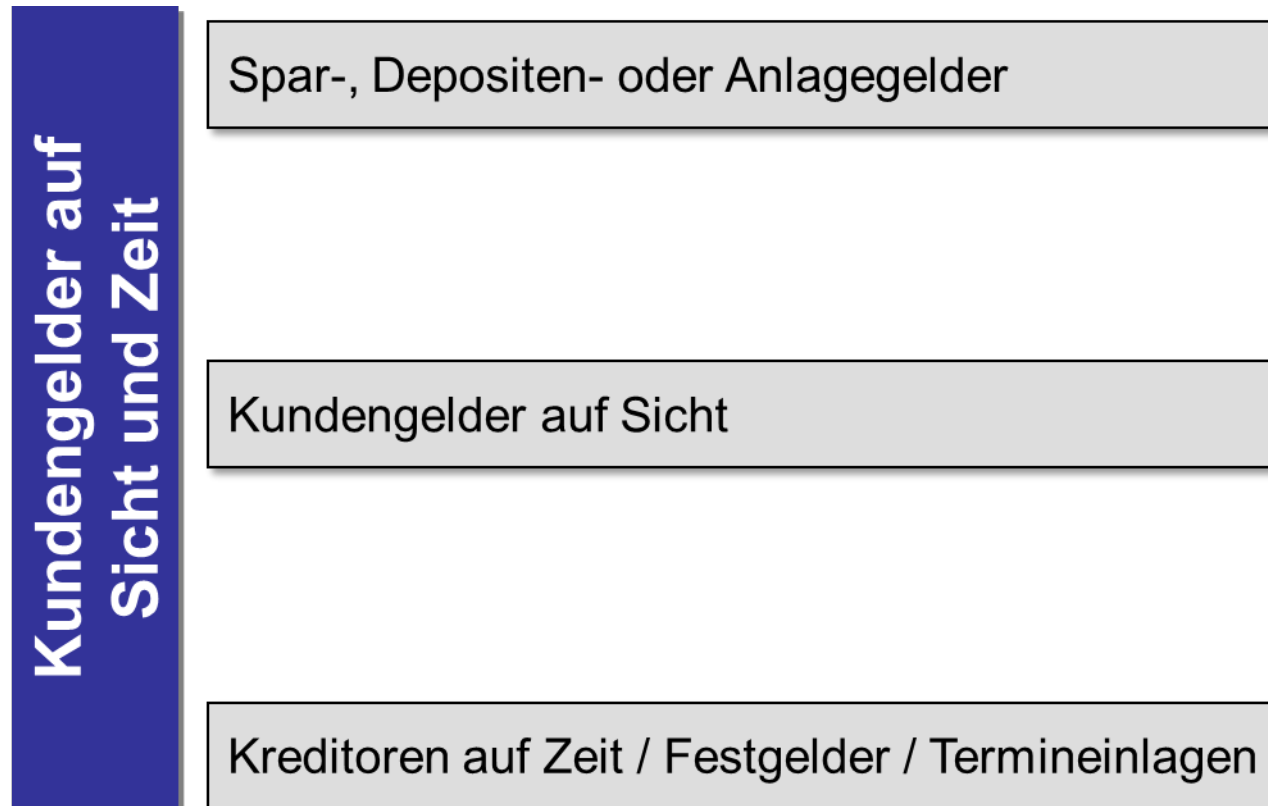 Kundengelder auf
Sicht und Zeit
Spar-, Depositen- oder Anlagegelder
Kundengelder auf Sicht
Kreditoren auf Zeit / Festgelder / Termineinlagen